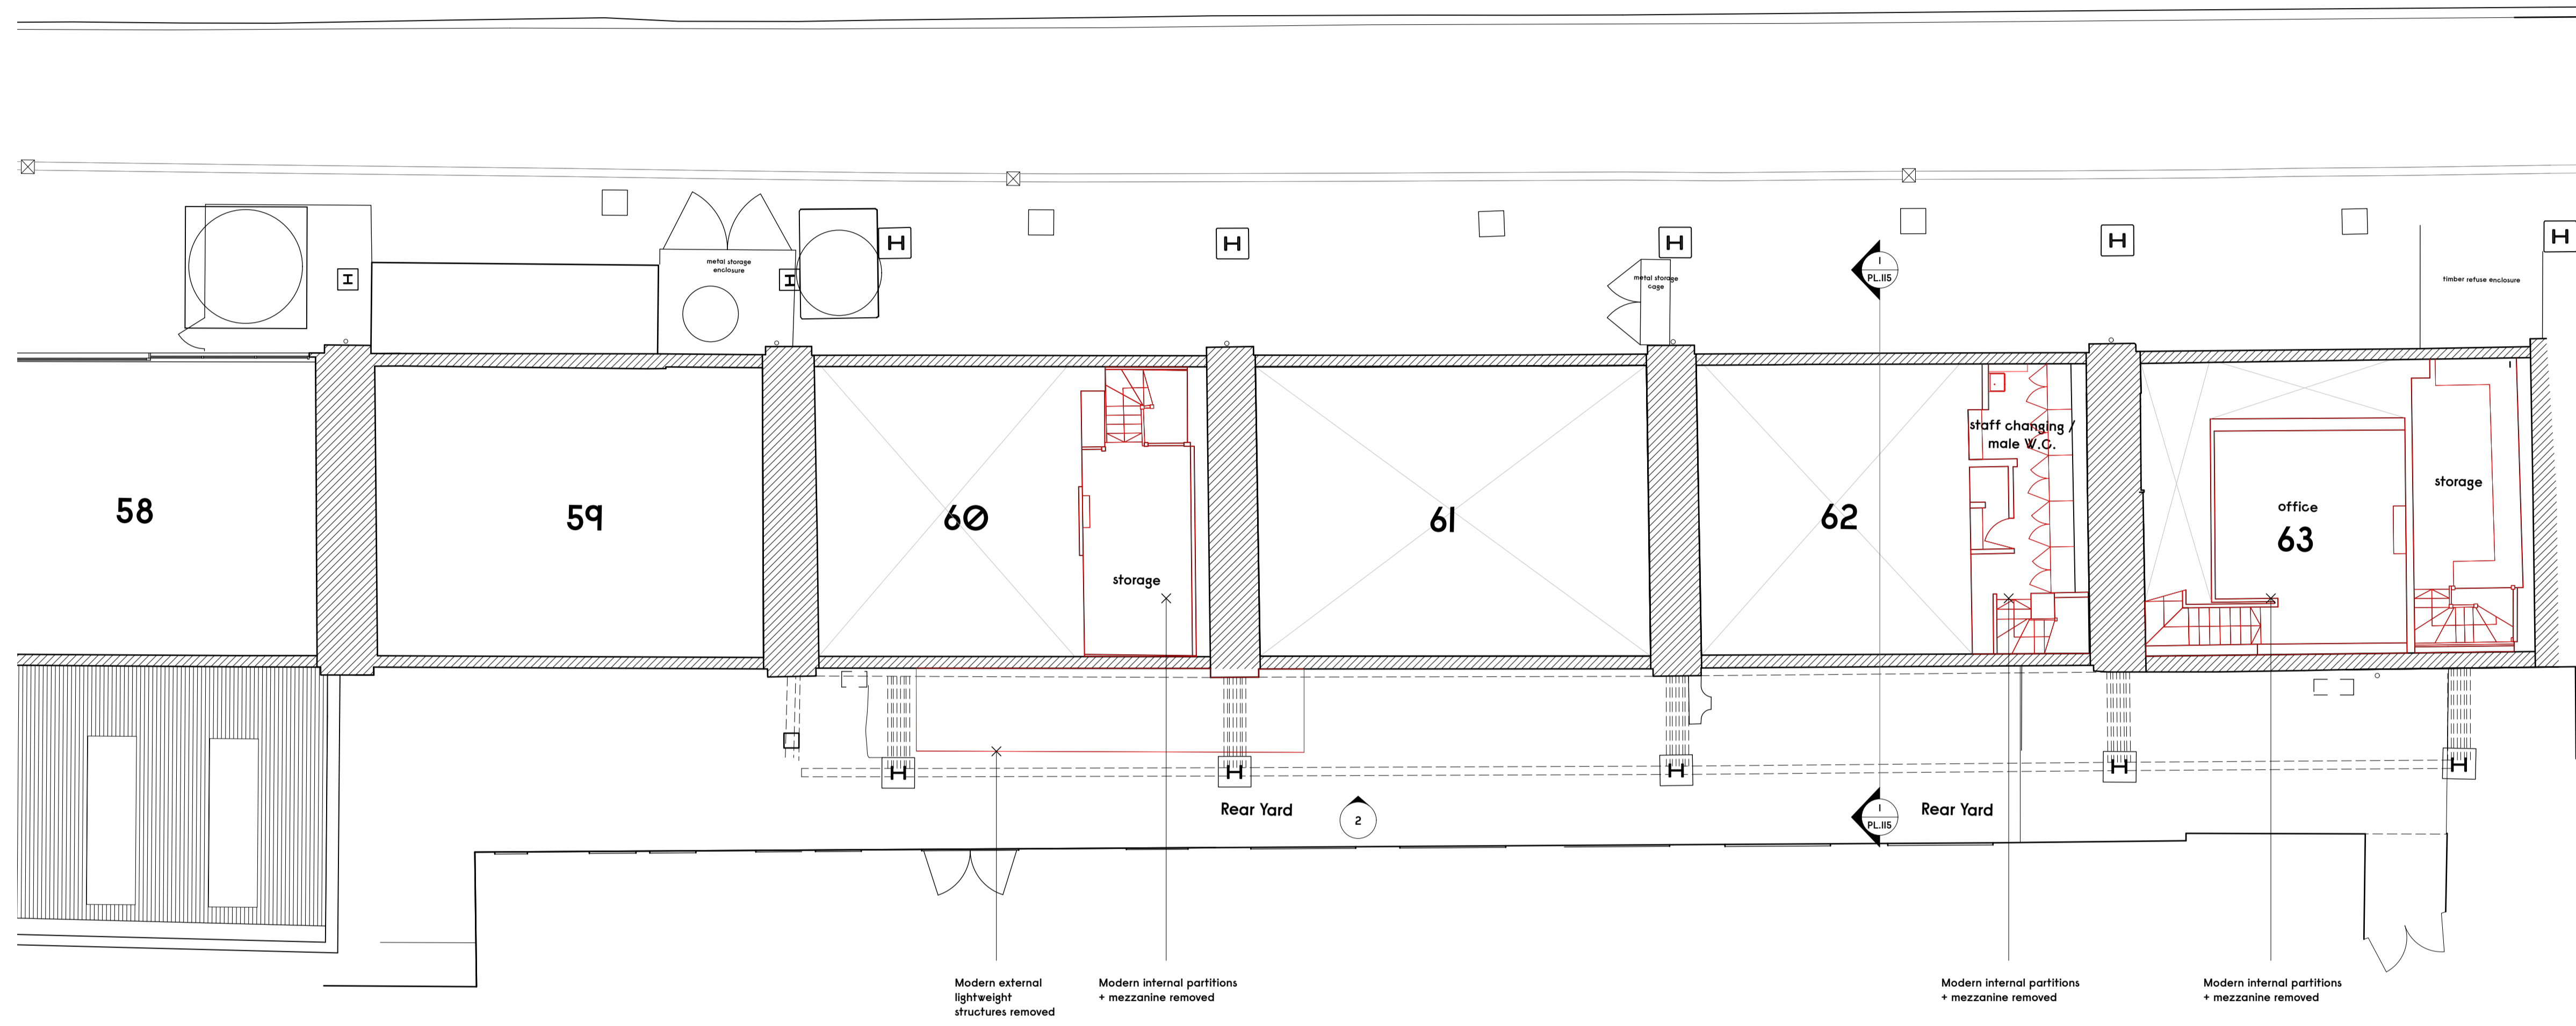 H
H
H
H
H
H
H
metal storage
enclosure
metal storage
cage
1
PL.115
timber refuse enclosure
staff changing /
male W.C.
58
59
60
61
62
office
63
storage
storage
H
H
H
H
H
Rear Yard
2
1
PL.115
Rear Yard
Modern external
lightweight
structures removed
Modern internal partitions
+ mezzanine removed
Modern internal partitions
+ mezzanine removed
Modern internal partitions
+ mezzanine removed